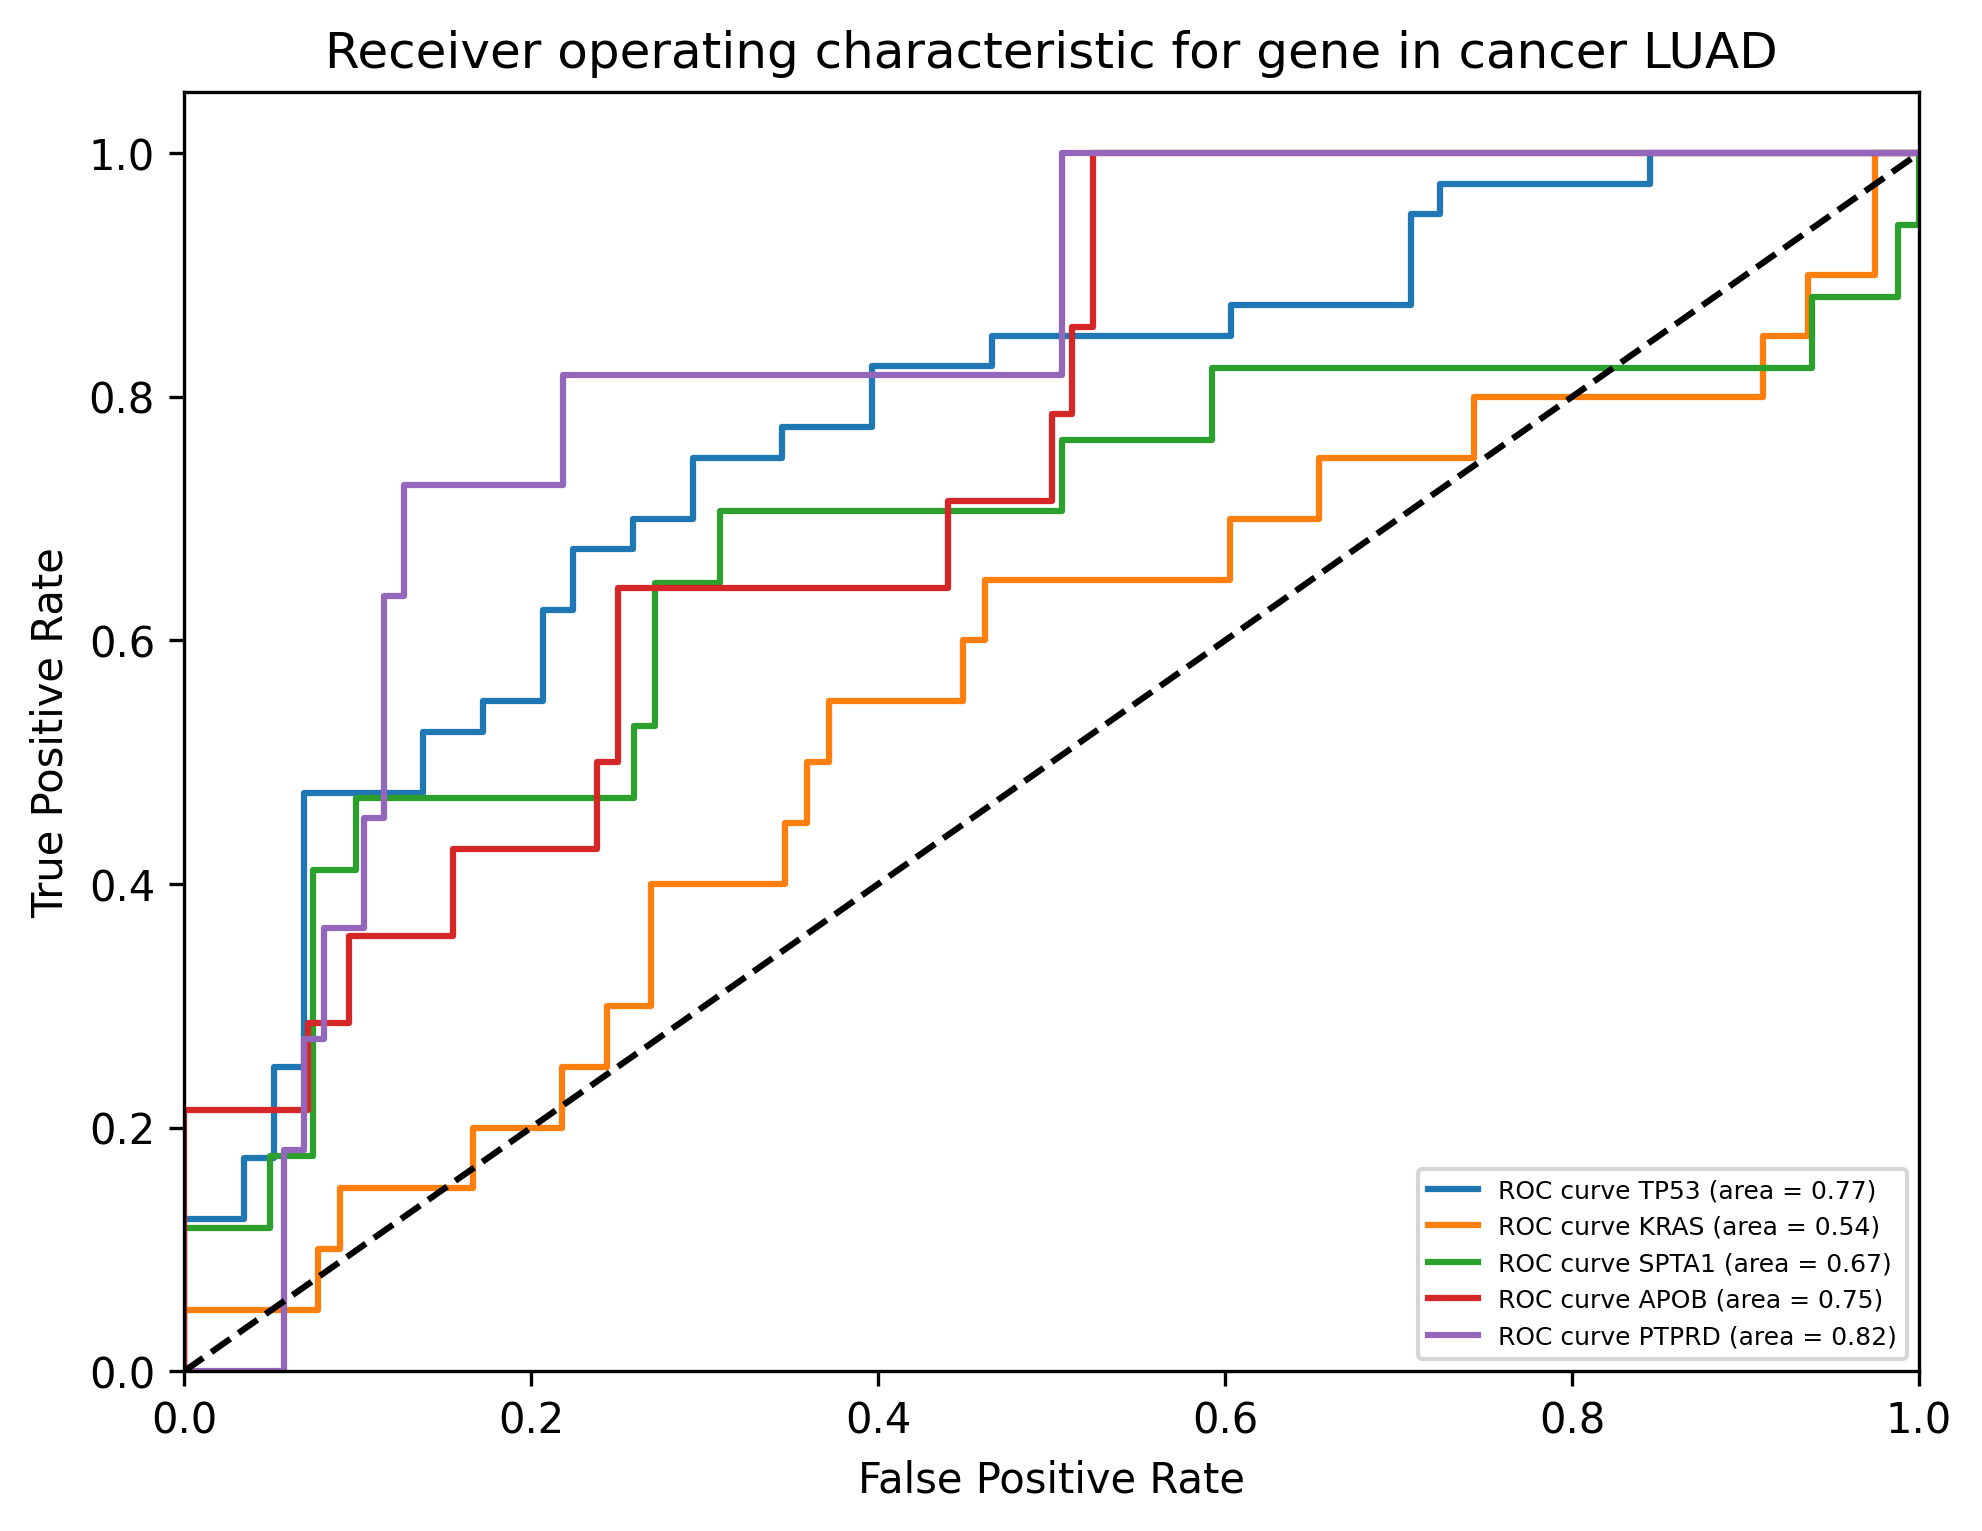 Receiver operating characteristic for gene in cancer LUAD
True Positive Rate
1.0
0.8
0.6
0.4
0.2
0.0
0.0 0.2 0.4 0.6 0.8 1.0
False Positive Rate
ROC curve TP53 (area = 0.77)
ROC curve KRAS (area = 0.54)
ROC curve SPTA1 (area = 0.67)
ROC curve APOB (area = 0.75)
ROC curve PTPRD (area = 0.82)